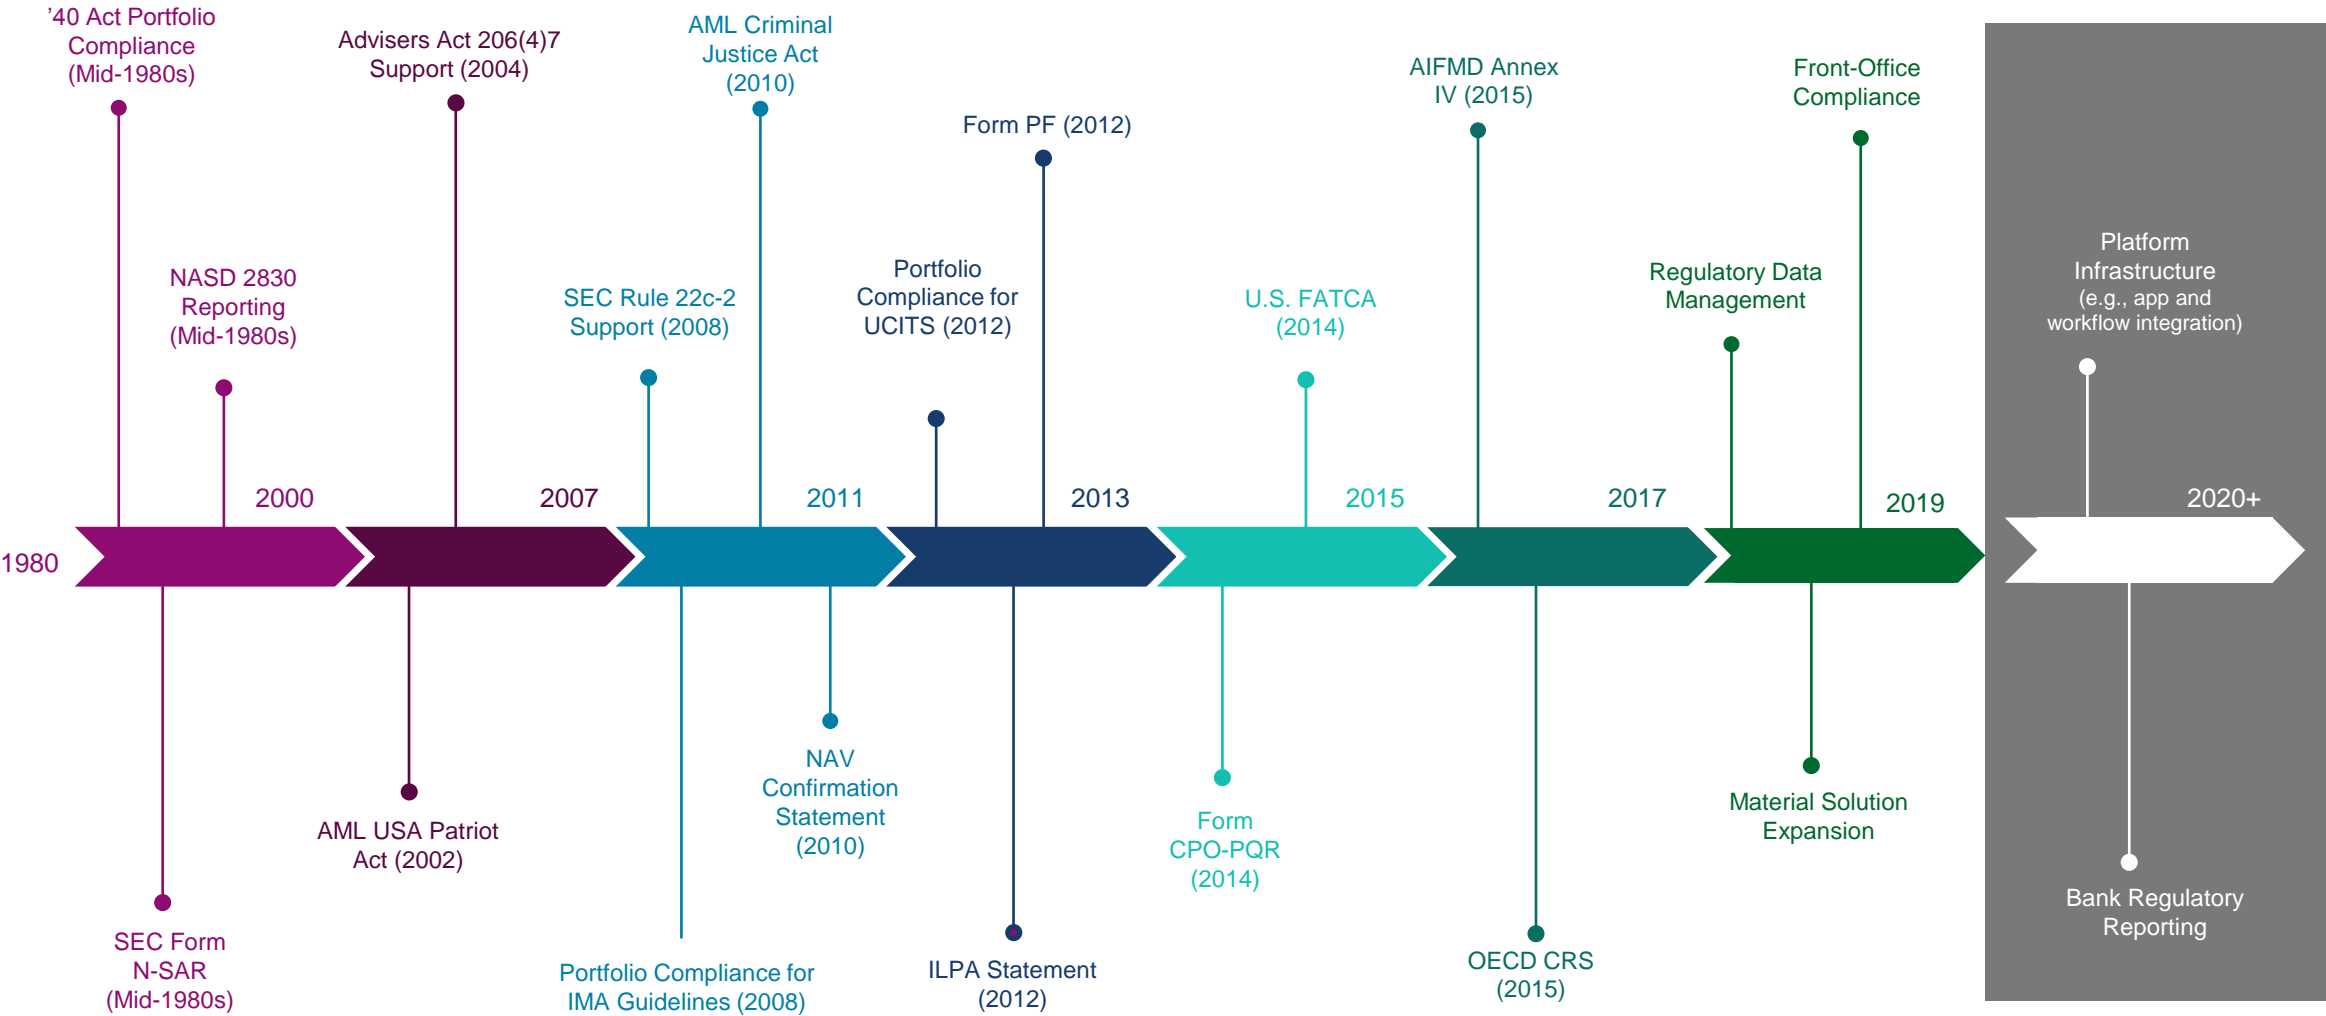 ’40 Act Portfolio
Compliance
(Mid-1980s)
Advisers Act 206(4)7
Support (2004)
AML Criminal
Justice Act
(2010)
Form PF (2012)
AIFMD Annex
IV (2015)
Front-Office
Compliance
NASD 2830
Reporting
(Mid-1980s)
SEC Rule 22c-2
Support (2008)
Portfolio
Compliance for
UCITS (2012)
U.S. FATCA
(2014)
Regulatory Data
Management
Platform
Infrastructure
(e.g., app and
workflow integration)
1980
2000
2007
2011
2013
2015
2017
2019
2020+
SEC Form
N-SAR
(Mid-1980s)
AML USA Patriot
Act (2002)
Portfolio Compliance for
IMA Guidelines (2008)
NAV
Confirmation
Statement
(2010)
ILPA Statement
(2012)
Form
CPO-PQR
(2014)
OECD CRS
(2015)
Material Solution
Expansion
Bank Regulatory
Reporting